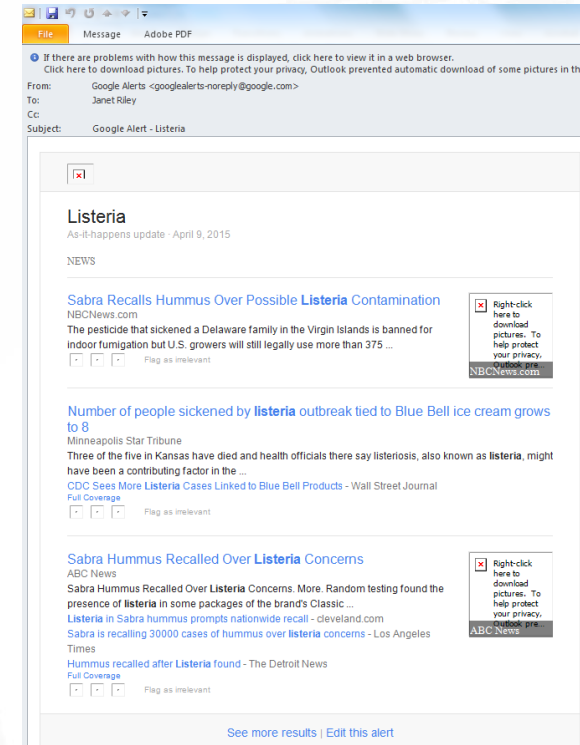 File Message Adobe PDF
If there are problems with how this message is displayed, click here to view it in a web browser.
Click here to download pictures. To help protect your privacy, Outlook prevented automatic download of some pictures in th
From: Google Alerts <googlealerts-noreply@google.com>
To: Janet Riley
Cc:
Subject: Google Alert - Listeria
Listeria
As-it-happens update · April 9, 2015
NEWS
Sabra Recalls Hummus Over Possible Listeria Contamination
NBCNews.com
The pesticide that sickened a Delaware family in the Virgin Islands is banned for
indoor fumigation but U.S. growers will still legally use more than 375 ...
Flag as irrelevant
Right-click
here to
download
pictures. To
help protect
your privacy,
Outlook pre...
NBCNews.com
Number of people sickened by listeria outbreak tied to Blue Bell ice cream grows
to 8
Minneapolis Star Tribune
Three of the five in Kansas have died and health officials there say listeriosis, also known as listeria, might
have been a contributing factor in the ...
CDC Sees More Listeria Cases Linked to Blue Bell Products - Wall Street Journal
Full Coverage
Flag as irrelevant
Sabra Hummus Recalled Over Listeria Concerns
ABC News
Sabra Hummus Recalled Over Listeria Concerns. More. Random testing found the
presence of listeria in some packages of the brand's Classic ...
Listeria in Sabra hummus prompts nationwide recall - cleveland.com
Sabra is recalling 30000 cases of hummus over listeria concerns - Los Angeles
Times
Hummus recalled after Listeria found - The Detroit News
Full Coverage
Flag as irrelevant
Right-click
here to
download
pictures. To
help protect
your privacy,
Outlook pre...
ABC News
See more results | Edit this alert